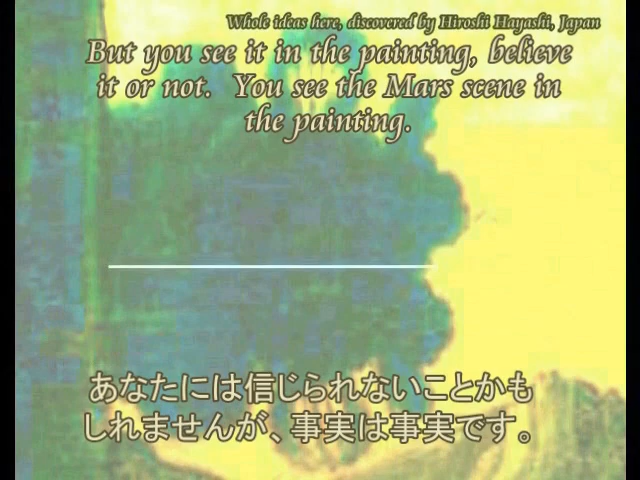 Whole ideas here, discovered by Hiroshi Hayashi, Japan
But you see it in the painting, believe
it or not. You see the Mars scene in
the painting.
あなたには信じられないことかも
しれませんが、事実は事実です。